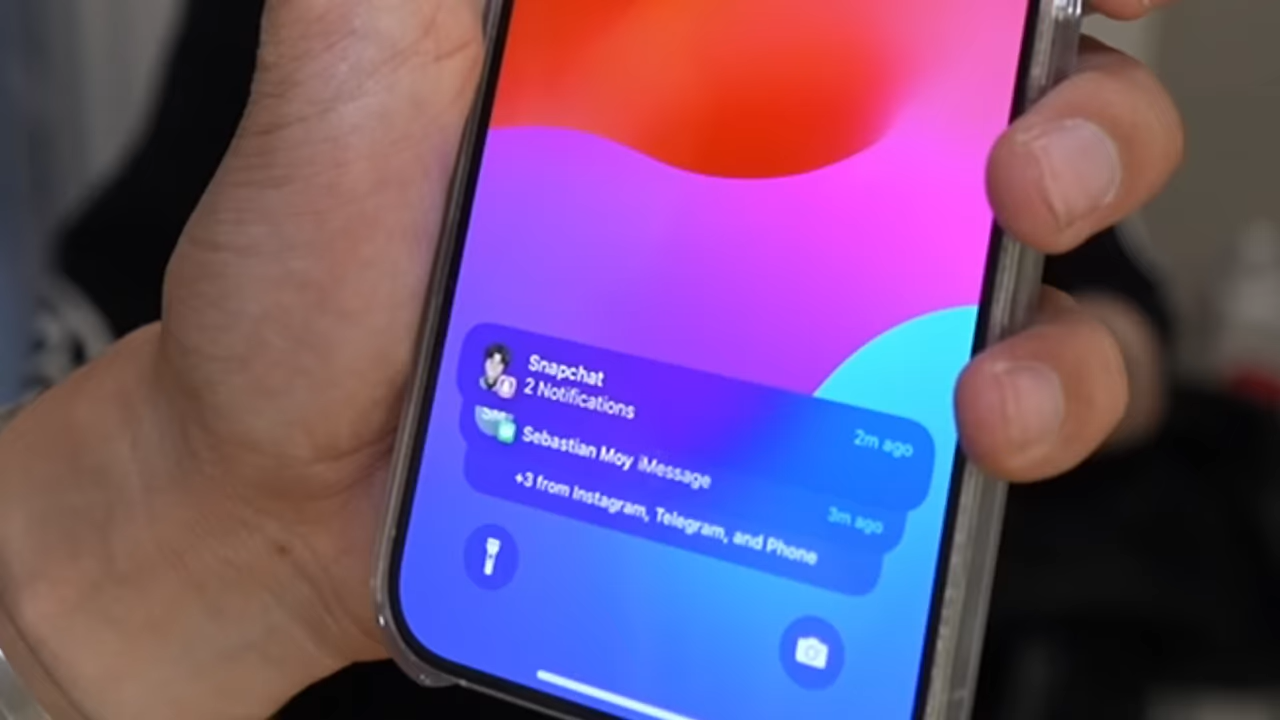 Snapchat
2 Notifications
2m ago
Sebastian Moy iMessage
3m ago
+3 from Instagram, Telegram, and Phone